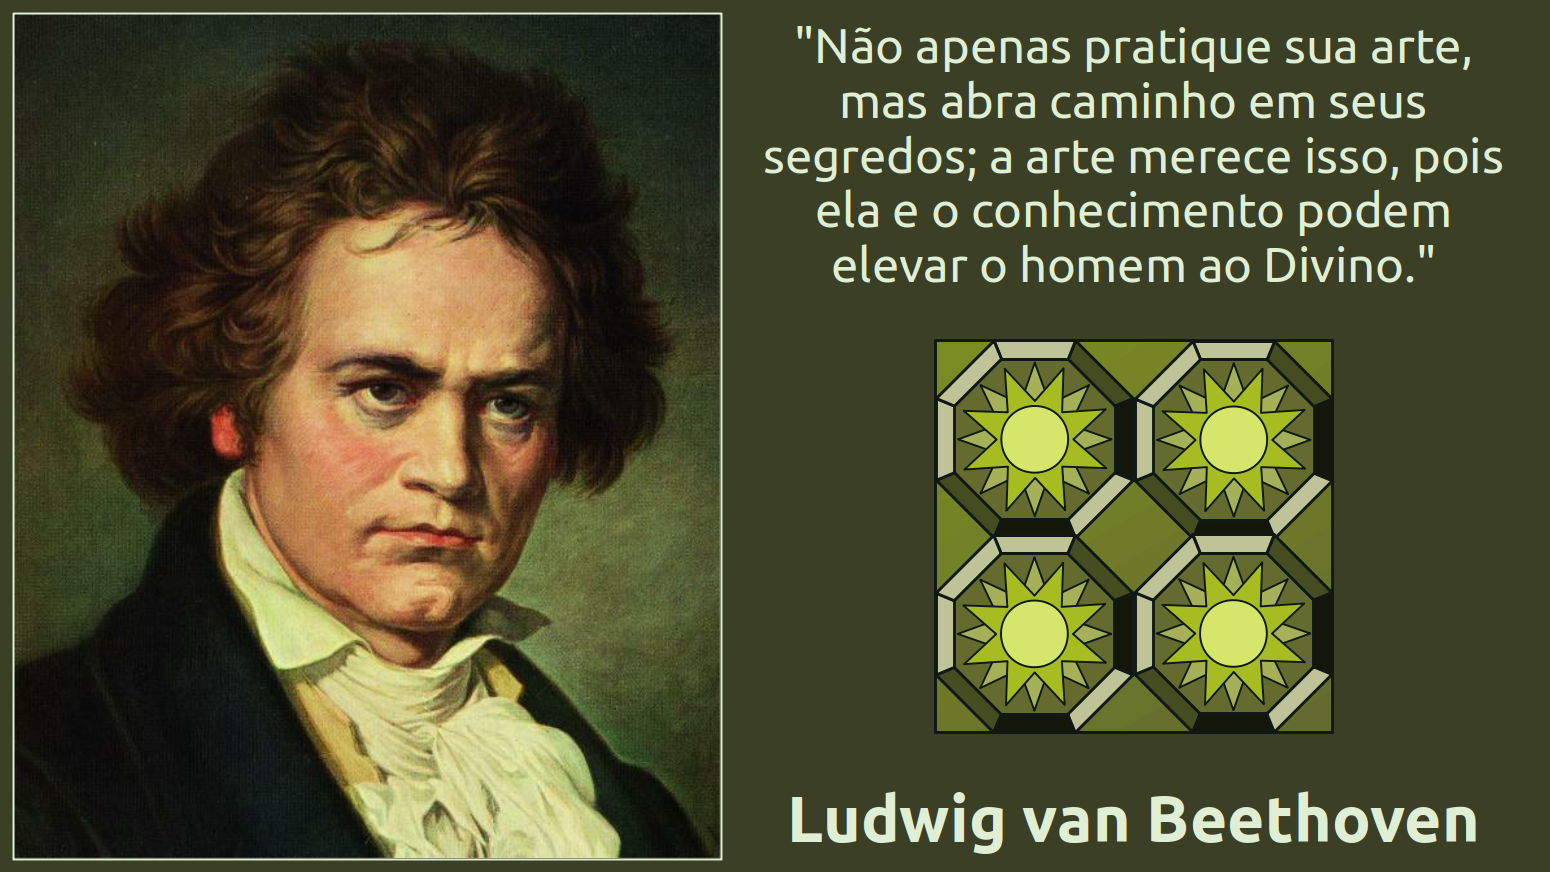 "Não apenas pratique sua arte,
mas abra caminho em seus
segredos; a arte merece isso, pois
ela e o conhecimento podem
elevar o homem ao Divino."
Ludwig van Beethoven